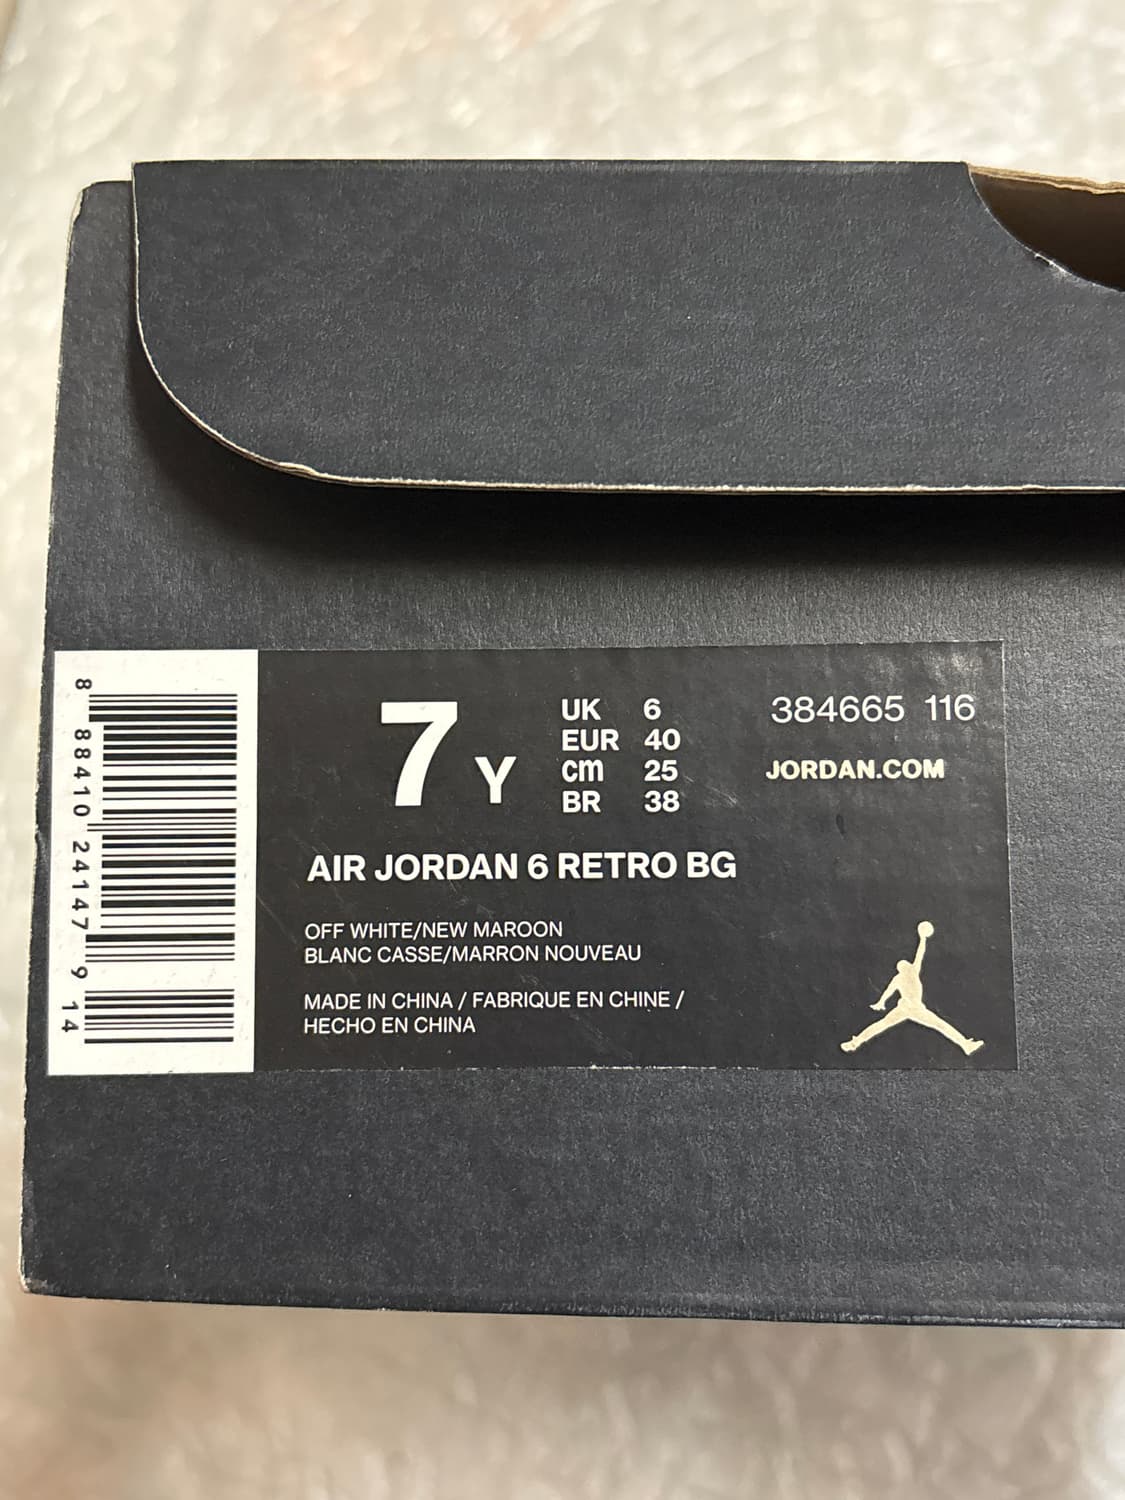 8 88410 24147 9 14
7 Y
UK 6
EUR 40
cm 25
BR 38
384665 116
JORDAN.COM
AIR JORDAN 6 RETRO BG
OFF WHITE/NEW MAROON
BLANC CASSE/MARRON NOUVEAU
MADE IN CHINA / FABRIQUE EN CHINE /
HECHO EN CHINA